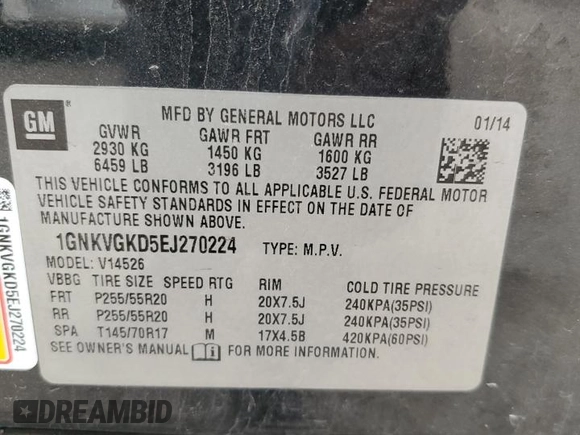 GM
MFD BY GENERAL MOTORS LLC 01/14
GVWR GAWR FRT GAWR RR
2930 KG 1450 KG 1600 KG
6459 LB 3196 LB 3527 LB
THIS VEHICLE CONFORMS TO ALL APPLICABLE U.S. FEDERAL MOTOR
VEHICLE SAFETY STANDARDS IN EFFECT ON THE DATE OF
MANUFACTURE SHOWN ABOVE.
1GNKVGKD5EJ270224 TYPE: M.P.V.
MODEL: V14526
VBBG TIRE SIZE SPEED RTG RIM COLD TIRE PRESSURE
FRT P255/55R20 H 20X7.5J 240KPA(35PSI)
RR P255/55R20 H 20X7.5J 240KPA(35PSI)
SPA T145/70R17 M 17X4.5B 420KPA(60PSI)
SEE OWNER'S MANUAL FOR MORE INFORMATION
1GNKVGKD5EJ270224
DREAMBID